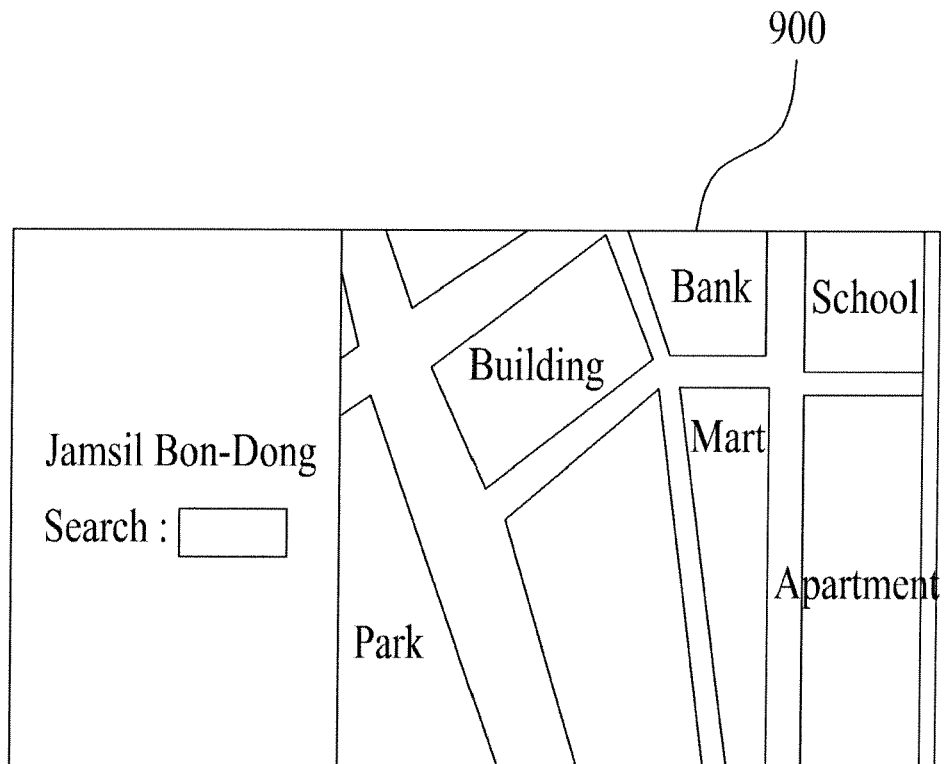 900
Bank
School
Building
Mart
Jamsil Bon-Dong
Search :
Apartment
Park